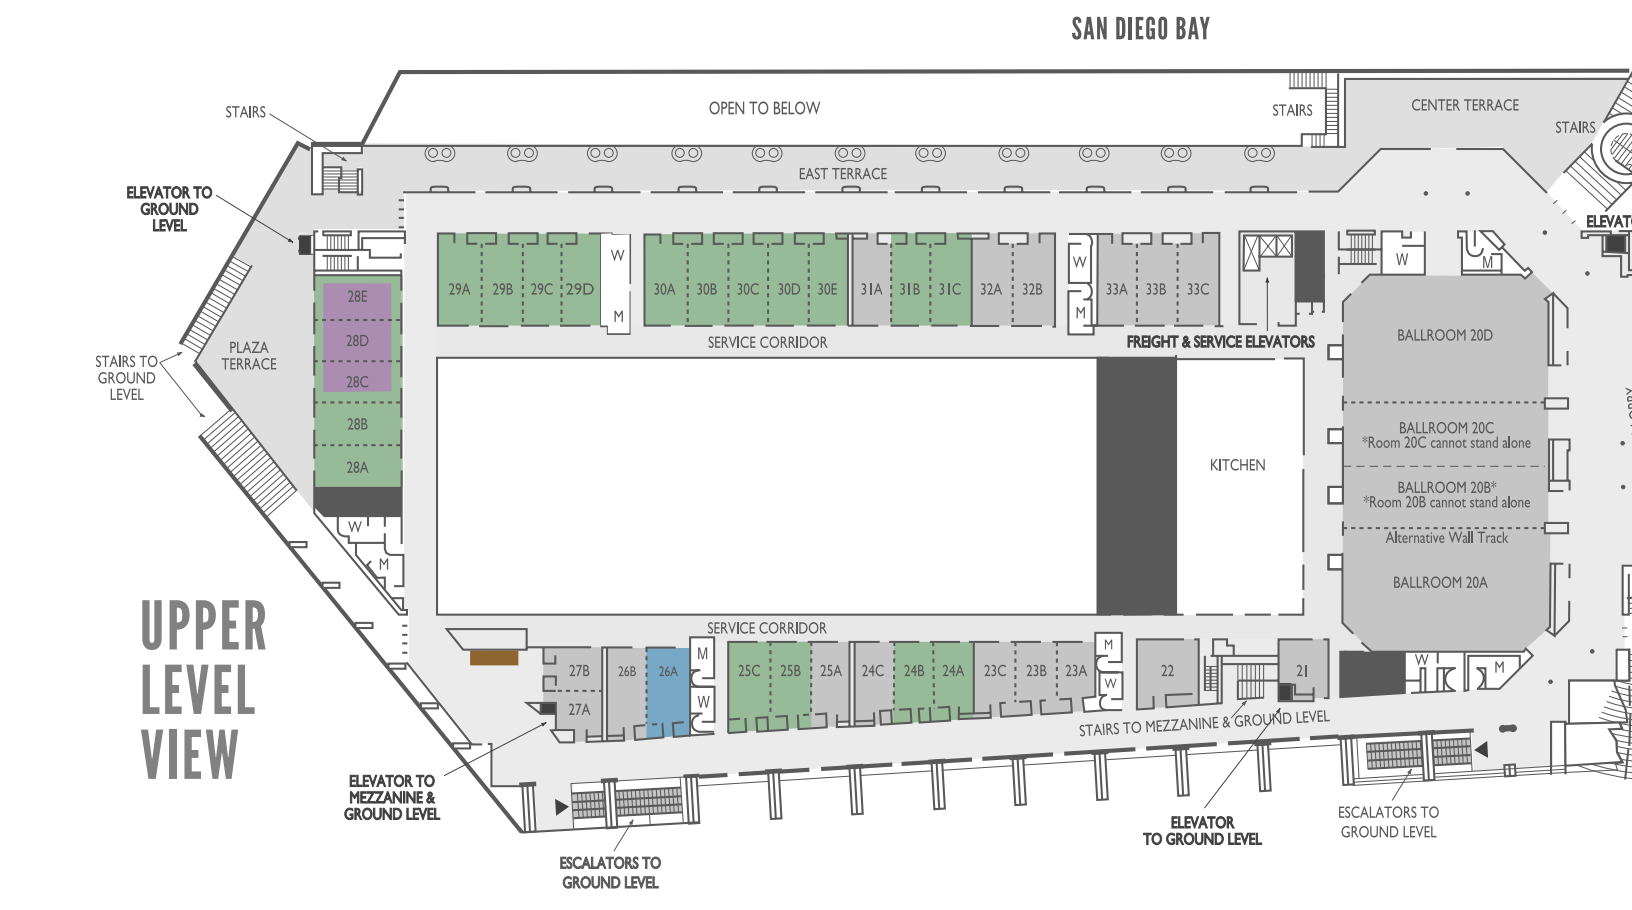 SAN DIEGO BAY
STAIRS
OPEN TO BELOW
STAIRS
CENTER TERRACE
STAIRS
EAST TERRACE
ELEVATOR TO
GROUND
LEVEL
W
M
W
M
W
M
28E
28D
28C
28B
28A
29A
29B
29C
29D
30A
30B
30C
30D
30E
31A
31B
31C
32A
32B
33A
33B
33C
SERVICE CORRIDOR
FREIGHT & SERVICE ELEVATORS
PLAZA
TERRACE
STAIRS TO
GROUND
LEVEL
BALLROOM 20D
BALLROOM 20C
*Room 20C cannot stand alone
BALLROOM 20B*
*Room 20B cannot stand alone
Alternative Wall Track
BALLROOM 20A
KITCHEN
W
M
UPPER
LEVEL
VIEW
SERVICE CORRIDOR
27B
27A
26B
26A
M
W
25C
25B
25A
24C
24B
24A
23C
23B
23A
M
W
22
21
W
M
STAIRS TO MEZZANINE & GROUND LEVEL
ELEVATOR TO
MEZZANINE &
GROUND LEVEL
ESCALATORS TO
GROUND LEVEL
ELEVATOR
TO GROUND LEVEL
ESCALATORS TO
GROUND LEVEL